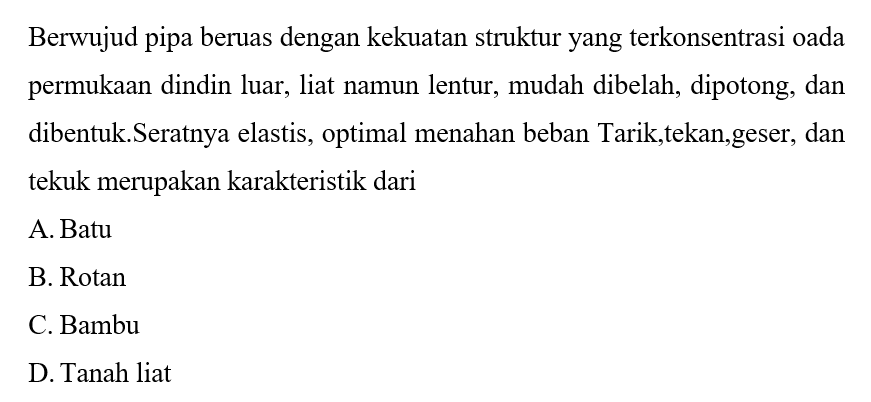 Berwujud pipa beruas dengan kekuatan struktur yang terkonsentrasi oada
permukaan dindin luar, liat namun lentur, mudah dibelah, dipotong, dan
dibentuk.Seratnya elastis, optimal menahan beban Tarik,tekan,geser, dan
tekuk merupakan karakteristik dari
A. Batu
B. Rotan
C. Bambu
D. Tanah liat